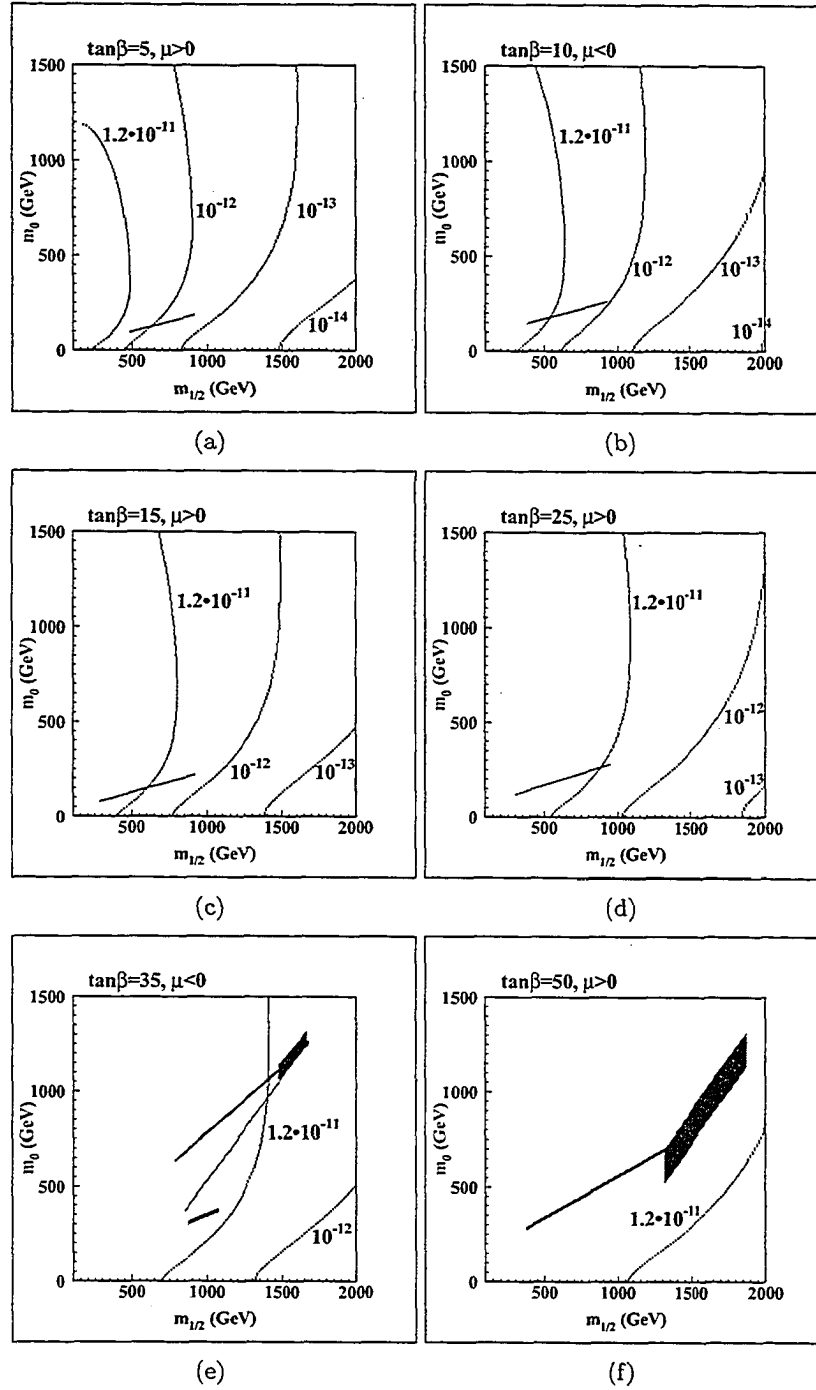 tanβ=5, μ>0
1500
1000
500
0
m₀ (GeV)
1.2•10⁻¹¹
10⁻¹²
10⁻¹³
10⁻¹⁴
500 1000 1500 2000
m₁/₂ (GeV)
(a)
tanβ=10, μ<0
1500
1000
500
0
m₀ (GeV)
1.2•10⁻¹¹
10⁻¹²
10⁻¹³
10⁻¹⁴
500 1000 1500 2000
m₁/₂ (GeV)
(b)
tanβ=15, μ>0
1500
1000
500
0
m₀ (GeV)
1.2•10⁻¹¹
10⁻¹²
10⁻¹³
500 1000 1500 2000
m₁/₂ (GeV)
(c)
tanβ=25, μ>0
1500
1000
500
0
m₀ (GeV)
1.2•10⁻¹¹
10⁻¹²
10⁻¹³
500 1000 1500 2000
m₁/₂ (GeV)
(d)
tanβ=35, μ<0
1500
1000
500
0
m₀ (GeV)
1.2•10⁻¹¹
10⁻¹²
500 1000 1500 2000
m₁/₂ (GeV)
(e)
tanβ=50, μ>0
1500
1000
500
0
m₀ (GeV)
1.2•10⁻¹¹
500 1000 1500 2000
m₁/₂ (GeV)
(f)